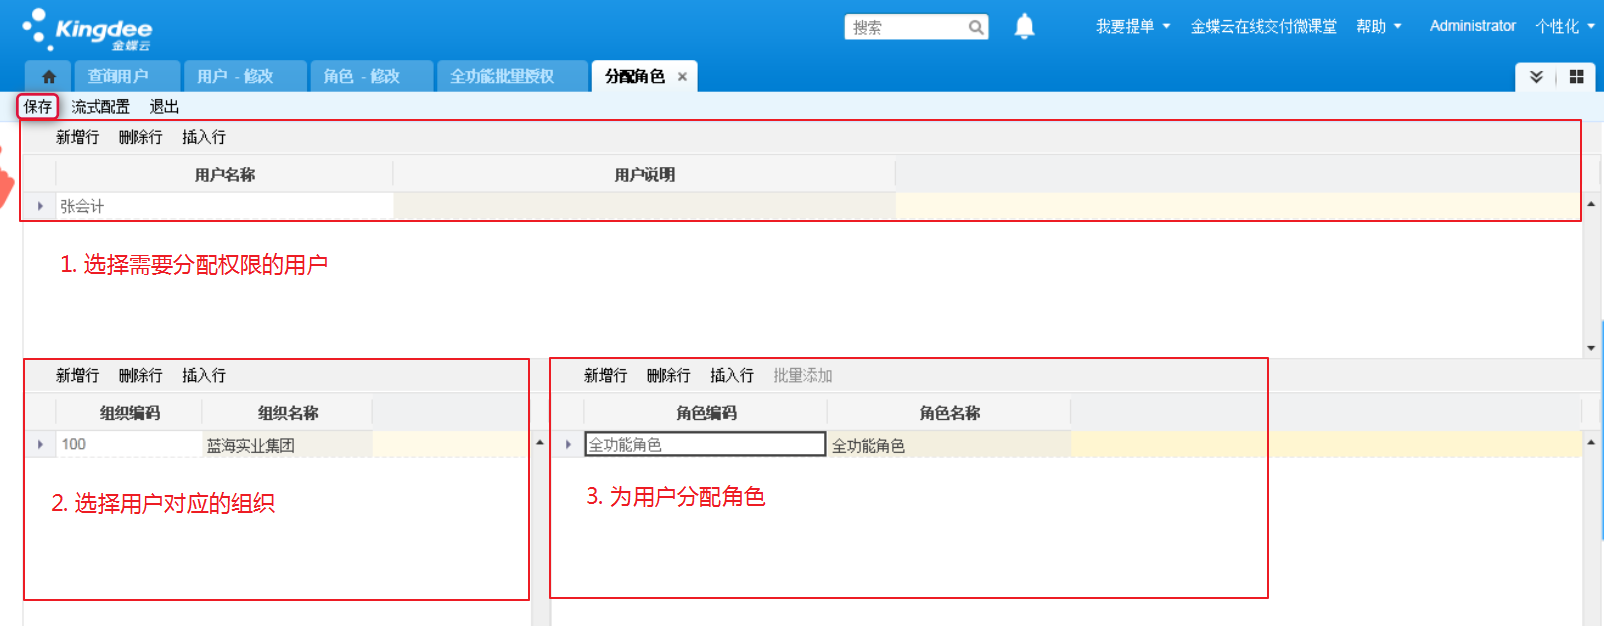 Kingdee
金蝶云
搜索
我要提单 金蝶云在线交付微课堂 帮助 Administrator 个性化
查询用户 用户 - 修改 角色 - 修改 全功能批量授权 分配角色 ×
保存 流式配置 退出
新增行 删除行 插入行
用户名称 用户说明
张会计
1. 选择需要分配权限的用户
新增行 删除行 插入行
组织编码 组织名称
100 蓝海实业集团
2. 选择用户对应的组织
新增行 删除行 插入行 批量添加
角色编码 角色名称
全功能角色 全功能角色
3. 为用户分配角色